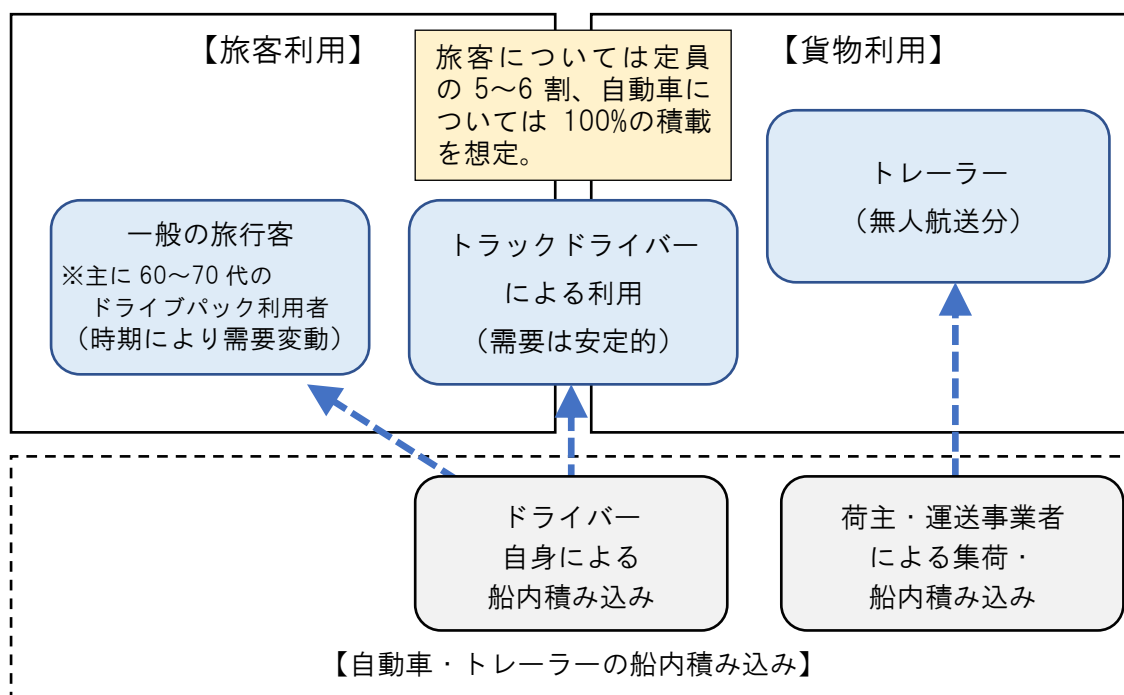 【旅客利用】
旅客については定員
の 5~6 割、自動車に
ついては 100%の積載
を想定。
【貨物利用】
一般の旅行客
※主に 60~70 代の
ドライブパック利用者
(時期により需要変動)
トラックドライバー
による利用
(需要は安定的)
トレーラー
(無人航送分)
ドライバー
自身による
船内積み込み
荷主・運送事業者
による集荷・
船内積み込み
【自動車・トレーラーの船内積み込み】